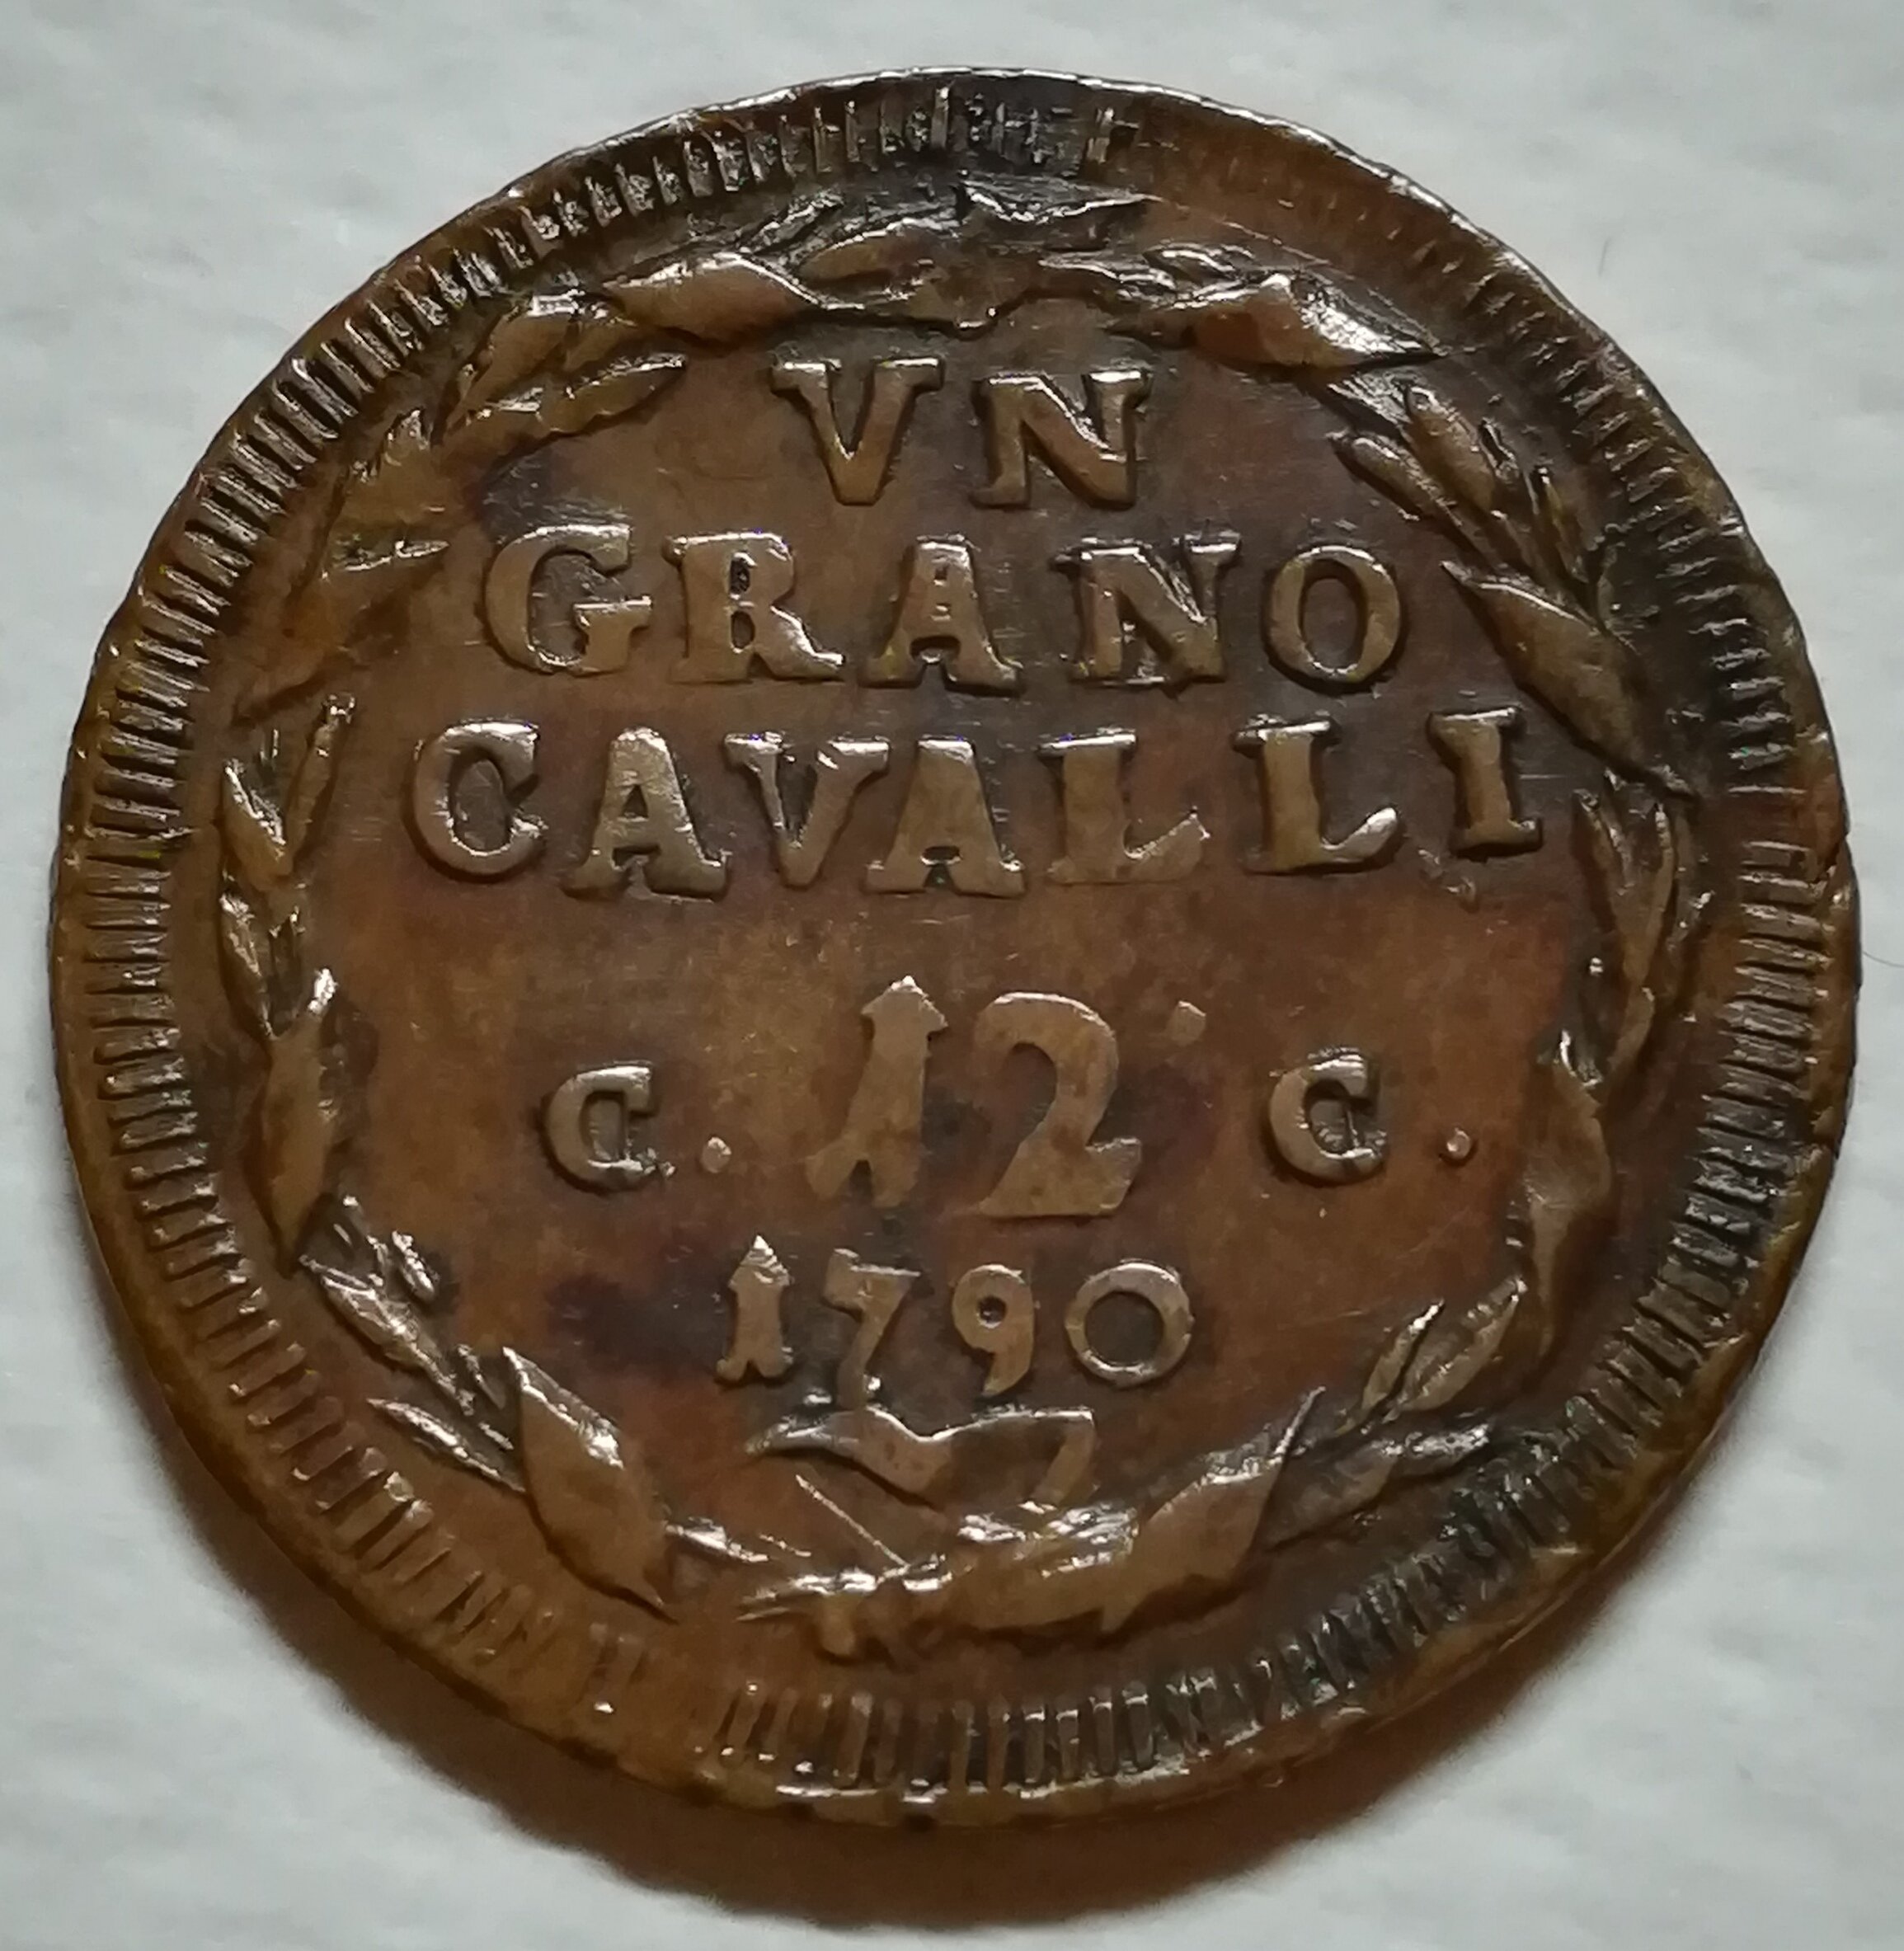 VN
GRANO
CAVALLI
C. 12. C.
1790